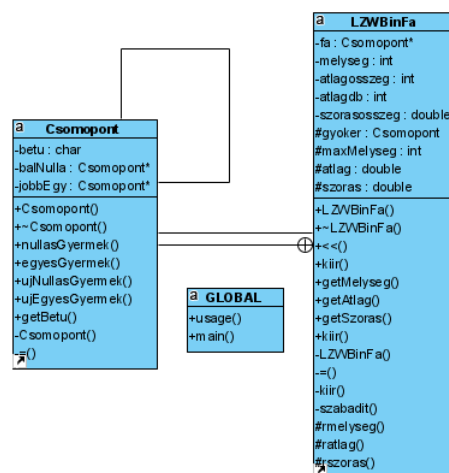 a
Csomopont
-betu : char
-balNulla : Csomopont*
-jobbEgy : Csomopont*
+Csomopont()
+~Csomopont()
+nullasGyermek()
+egyesGyermek()
+ujNullasGyermek()
+ujEgyesGyermek()
+getBetu()
-Csomopont()
-=()
a
GLOBAL
+usage()
+main()
a
LZWBinFa
-fa : Csomopont*
-melyseg : int
-atlagosszeg : int
-atlagdb : int
-szorasosszeg : double
#gyoker : Csomopont
#maxMelyseg : int
#atlag : double
#szoras : double
+LZWBinFa()
+~LZWBinFa()
+<<()
+kiir()
+getMelyseg()
+getAtlag()
+getSzoras()
+kiir()
-LZWBinFa()
-=()
-kiir()
-szabadit()
#rmelyseg()
#ratlag()
#rszoras()